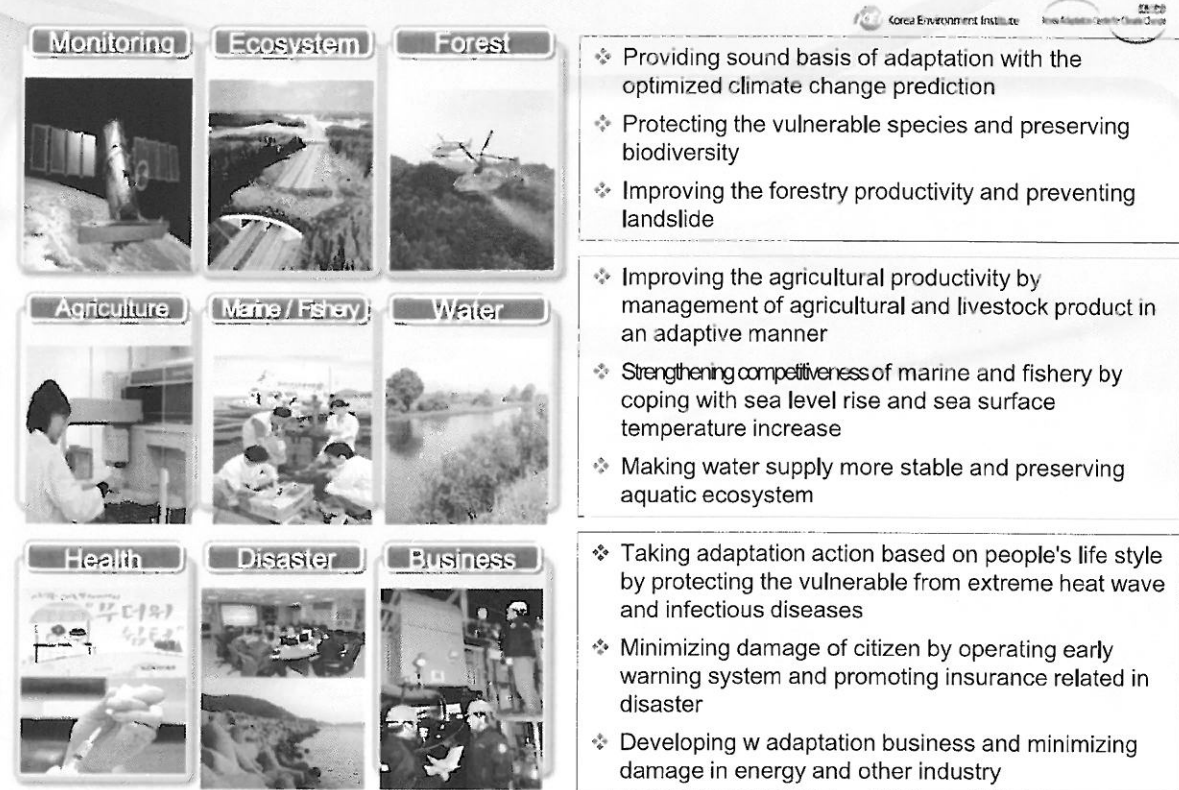 Korea Environment Institute
Monitoring
Ecosystem
Forest
❖ Providing sound basis of adaptation with the
optimized climate change prediction
❖ Protecting the vulnerable species and preserving
biodiversity
❖ Improving the forestry productivity and preventing
landslide
Agriculture
Marine / Fishery
Water
❖ Improving the agricultural productivity by
management of agricultural and livestock product in
an adaptive manner
❖ Strengthening competitiveness of marine and fishery by
coping with sea level rise and sea surface
temperature increase
❖ Making water supply more stable and preserving
aquatic ecosystem
Health
Disaster
Business
❖ Taking adaptation action based on people's life style
by protecting the vulnerable from extreme heat wave
and infectious diseases
❖ Minimizing damage of citizen by operating early
warning system and promoting insurance related in
disaster
❖ Developing w adaptation business and minimizing
damage in energy and other industry